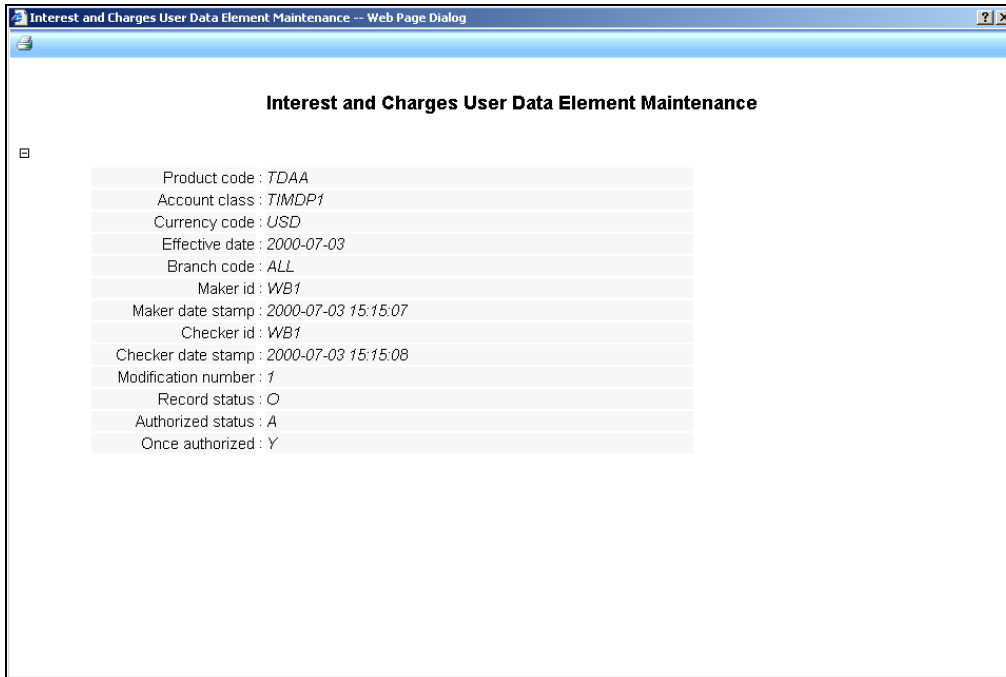 Interest and Charges User Data Element Maintenance -- Web Page Dialog
Interest and Charges User Data Element Maintenance
Product code : TDAA
Account class : TIMDP1
Currency code : USD
Effective date : 2000-07-03
Branch code : ALL
Maker id : WB1
Maker date stamp : 2000-07-03 15:15:07
Checker id : WB1
Checker date stamp : 2000-07-03 15:15:08
Modification number : 1
Record status : O
Authorized status : A
Once authorized : Y